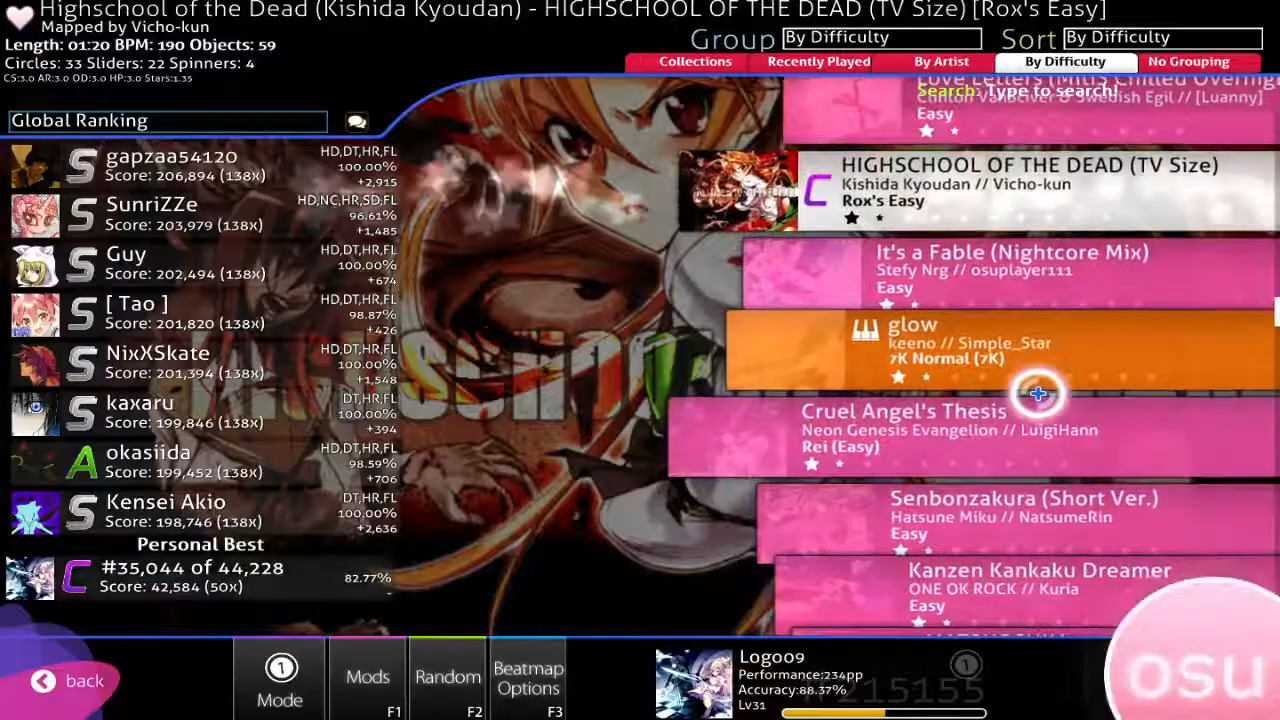 Highschool of the Dead (Kishida Kyoudan) - HIGHSCHOOL OF THE DEAD (TV Size) [Rox's Easy]
Mapped by Vicho-kun
Length: 01:20 BPM: 190 Objects: 59
Circles: 33 Sliders: 22 Spinners: 4
CS:3.0 AR:3.0 OD:3.0 HP:3.0 Stars:1.35
Group By Difficulty Sort By Difficulty
Collections Recently Played By Artist By Difficulty No Grouping
Global Ranking
gapzaa54120
Score: 206,894 (138x)
HD,DT,HR,FL
100.00%
+2,915
SunriZZe
Score: 203,979 (138x)
HD,NC,HR,SD,FL
96.61%
+1,485
Guy
Score: 202,494 (138x)
HD,DT,HR,FL
100.00%
+674
[ Tao ]
Score: 201,820 (138x)
HD,DT,HR,FL
98.87%
+426
NixXSkate
Score: 201,394 (138x)
HD,DT,HR,FL
100.00%
+1,548
kaxaru
Score: 199,846 (138x)
DT,HR,FL
100.00%
+394
okasiida
Score: 199,452 (138x)
HD,DT,HR,FL
98.59%
+706
Kensei Akio
Score: 198,746 (138x)
DT,HR,FL
100.00%
+2,636
Personal Best
#35,044 of 44,228
Score: 42,584 (50x)
82.77%
Love Letters (MitiS Chilled Overnig
Search: Type to search!
Clinton VanSciver & Swedish Egil // [Luanny]
Easy
HIGHSCHOOL OF THE DEAD (TV Size)
Kishida Kyoudan // Vicho-kun
Rox's Easy
It's a Fable (Nightcore Mix)
Stefy Nrg // osuplayer111
Easy
glow
keeno // Simple_Star
7K Normal (7K)
Cruel Angel's Thesis
Neon Genesis Evangelion // LuigiHann
Rei (Easy)
Senbonzakura (Short Ver.)
Hatsune Miku // NatsumeRin
Easy
Kanzen Kankaku Dreamer
ONE OK ROCK // Kuria
Easy
back
Mode
Mods
F1
Random
F2
Beatmap
Options
F3
Logo09
Performance:234pp
Accuracy:88.37%
Lv31
#215155
osu